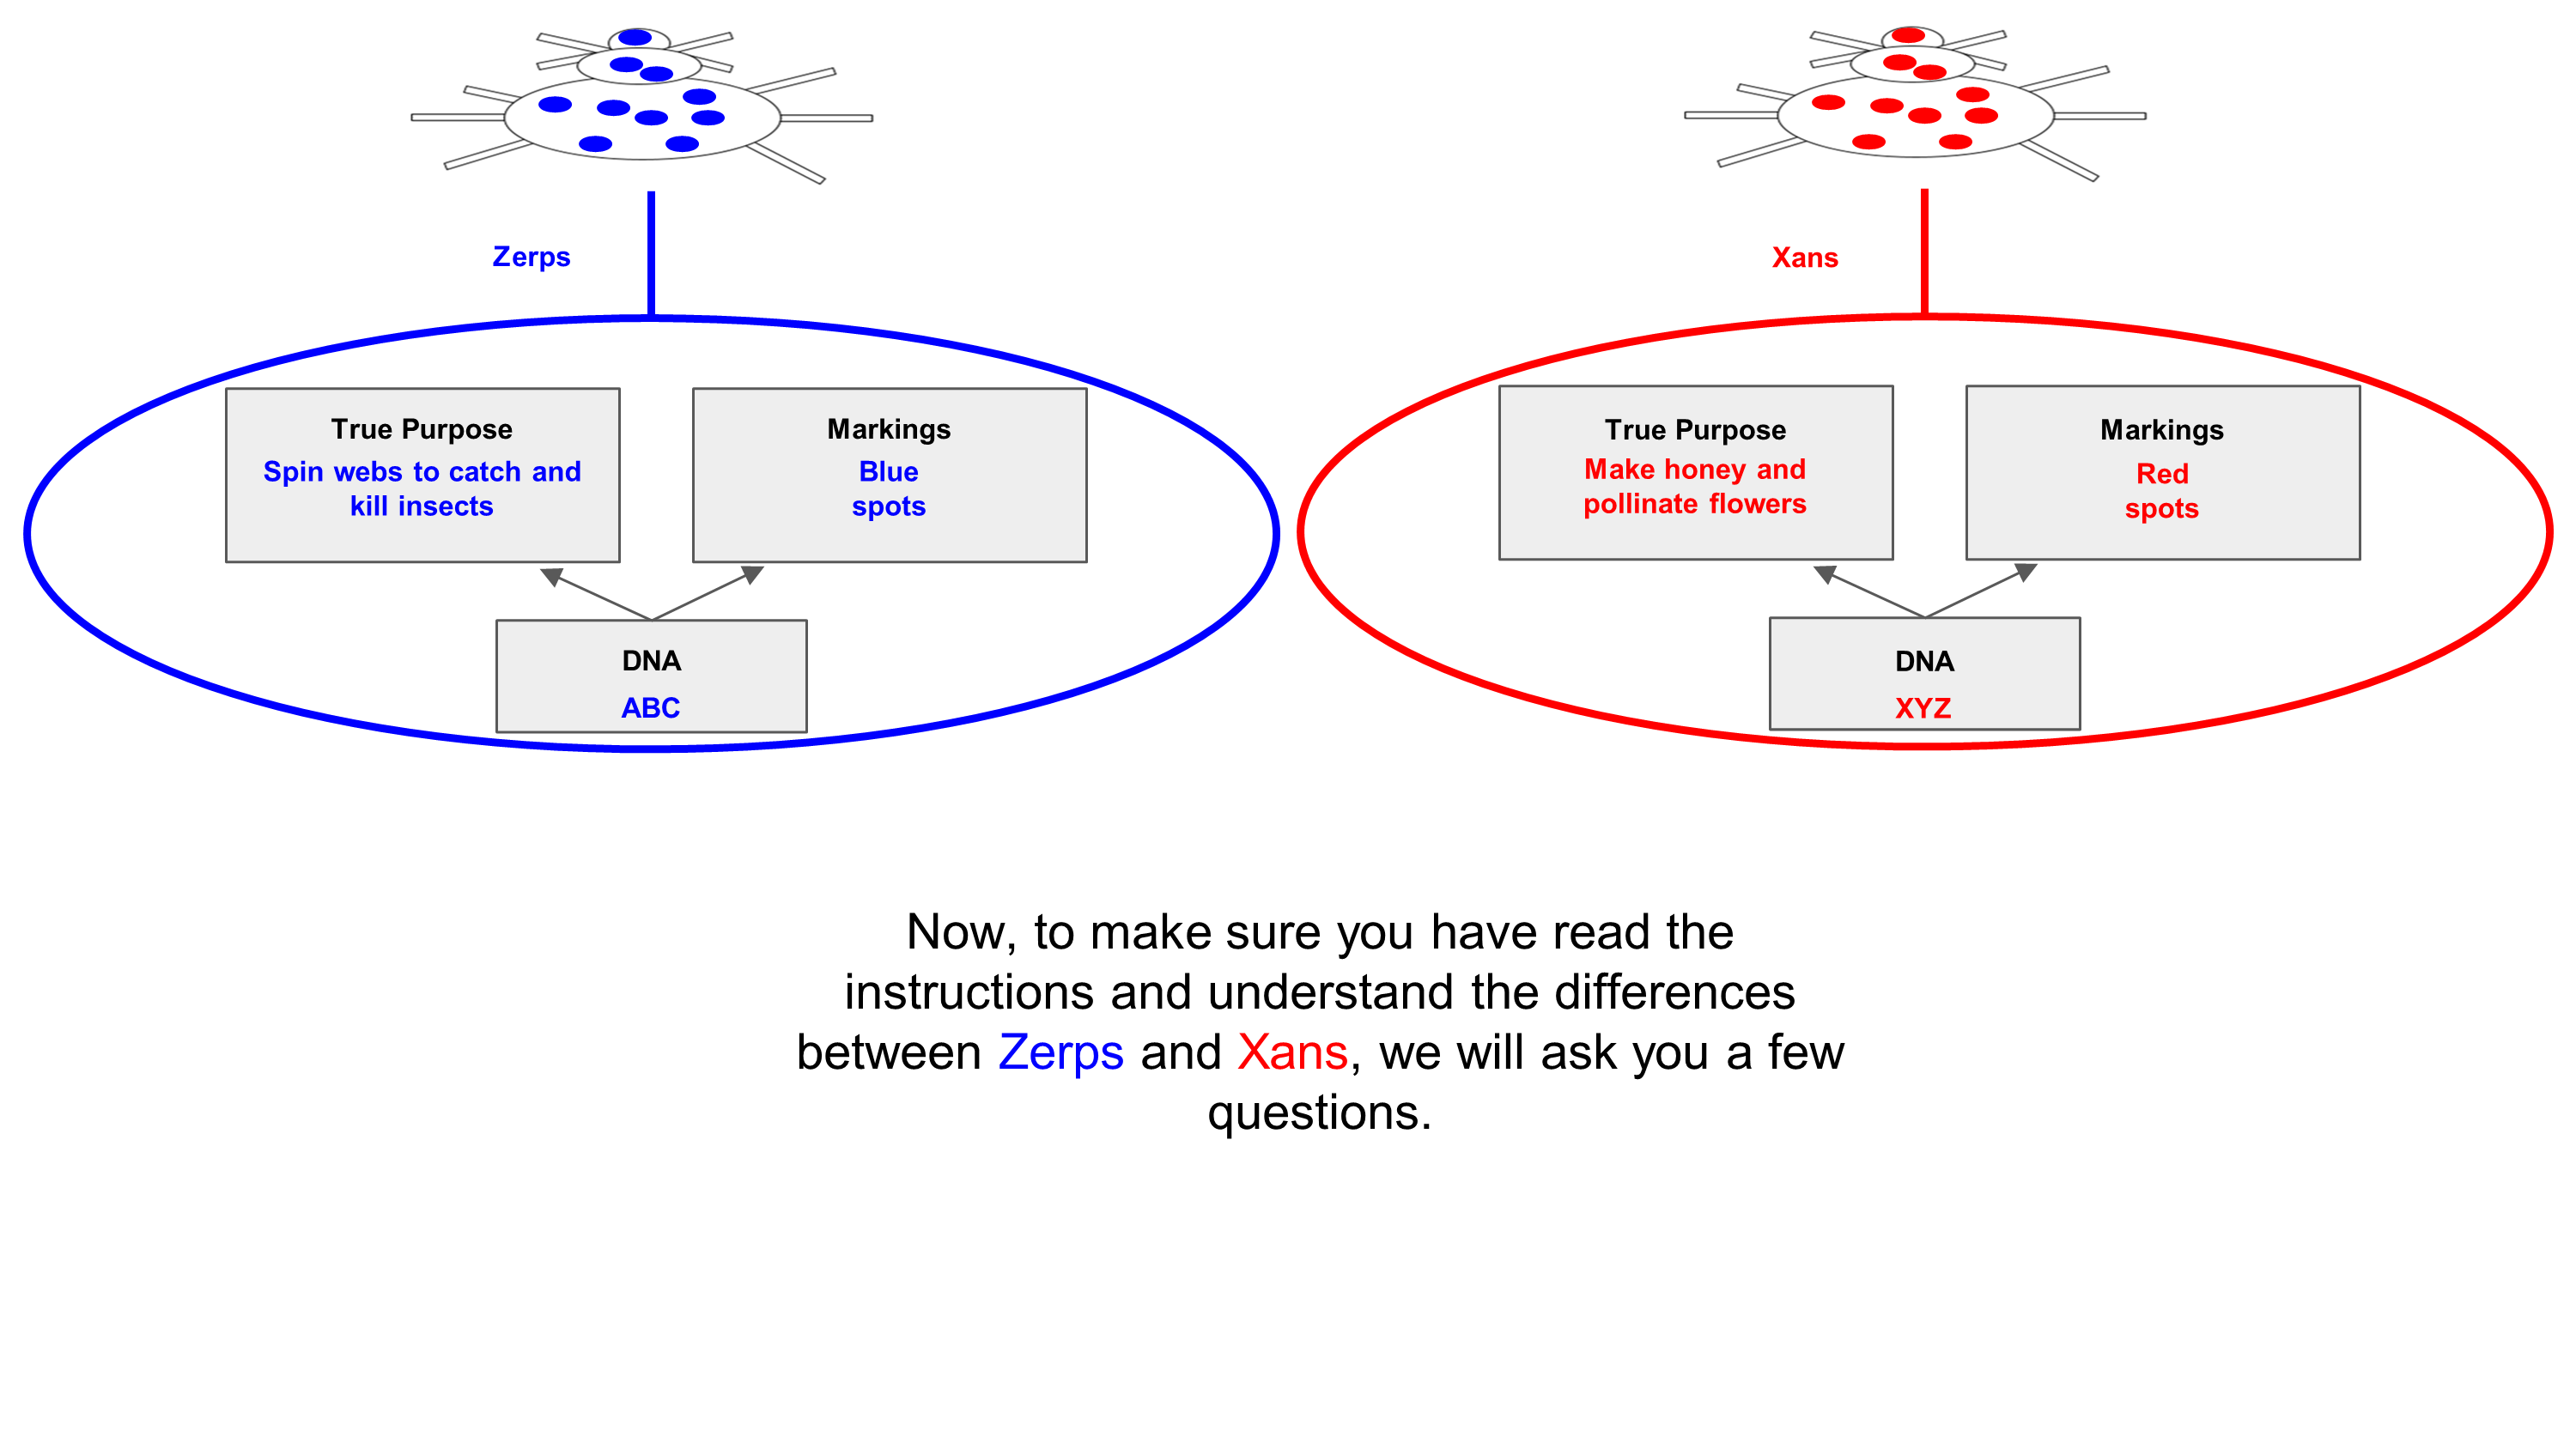 Zerps
True Purpose
Spin webs to catch and
kill insects
Markings
Blue
spots
DNA
ABC
Xans
True Purpose
Make honey and
pollinate flowers
Markings
Red
spots
DNA
XYZ
Now, to make sure you have read the
instructions and understand the differences
between Zerps and Xans, we will ask you a few
questions.